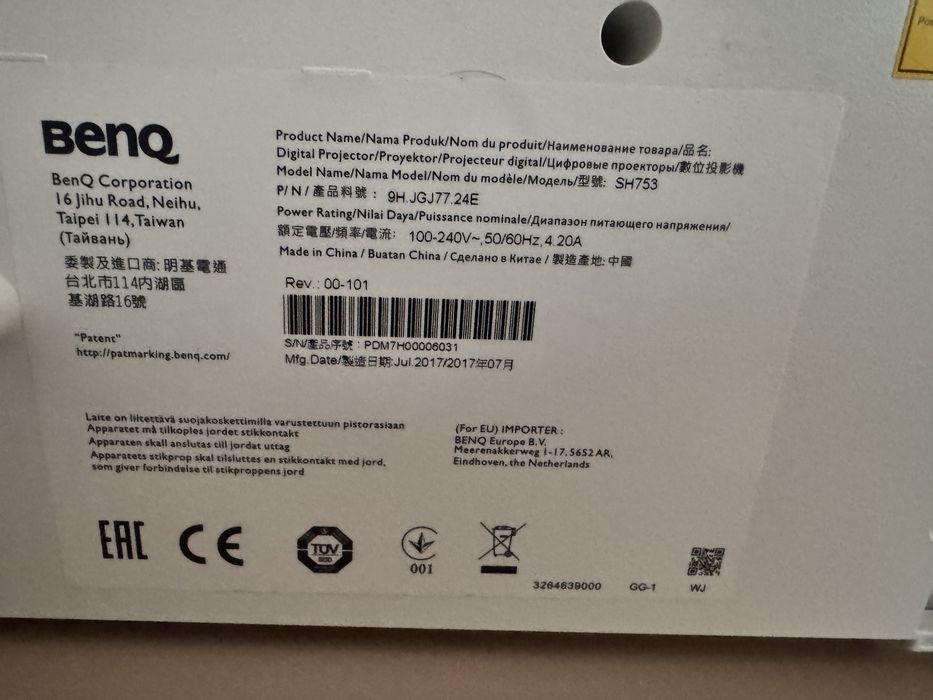 BenQ
BenQ Corporation
16 Jihu Road, Neihu,
Taipei 114, Taiwan
(Тайвань)
委製及進口商: 明基電通
台北市114內湖區
基湖路16號
"Patent"
http://patmarking.benq.com/
Product Name/Nama Produk/Nom du produit/Наименование товара/品名:
Digital Projector/Proyektor/Projecteur digital/Цифровые проекторы/數位投影機
Model Name/Nama Model/Nom du modèle/Модель/型號: SH753
P/N/產品料號: 9H.JGJ77.24E
Power Rating/Nilai Daya/Puissance nominale/Диапазон питающего напряжения/
額定電壓/頻率/電流: 100-240V~,50/60Hz,4.20A
Made in China / Buatan China / Сделано в Китае / 製造產地: 中國
Rev.: 00-101
S/N/產品序號: PDM7H00006031
Mfg.Date/製造日期:Jul.2017/2017年07月
Laite on liitettävä suojakoskettimilla varustettuun pistorasiaan
Apparatet må tilkoples jordet stikkontakt
Apparaten skall anslutas till jordat uttag
Apparatets stikprop skal tilsluttes en stikkontakt med jord,
som giver forbindelse til stikproppens jord
(For EU) IMPORTER :
BENQ Europe B.V.
Meerenakkerweg 1-17, 5652 AR,
Eindhoven, the Netherlands
EAC CE TÜV 001
3264639000 GG-1 WJ